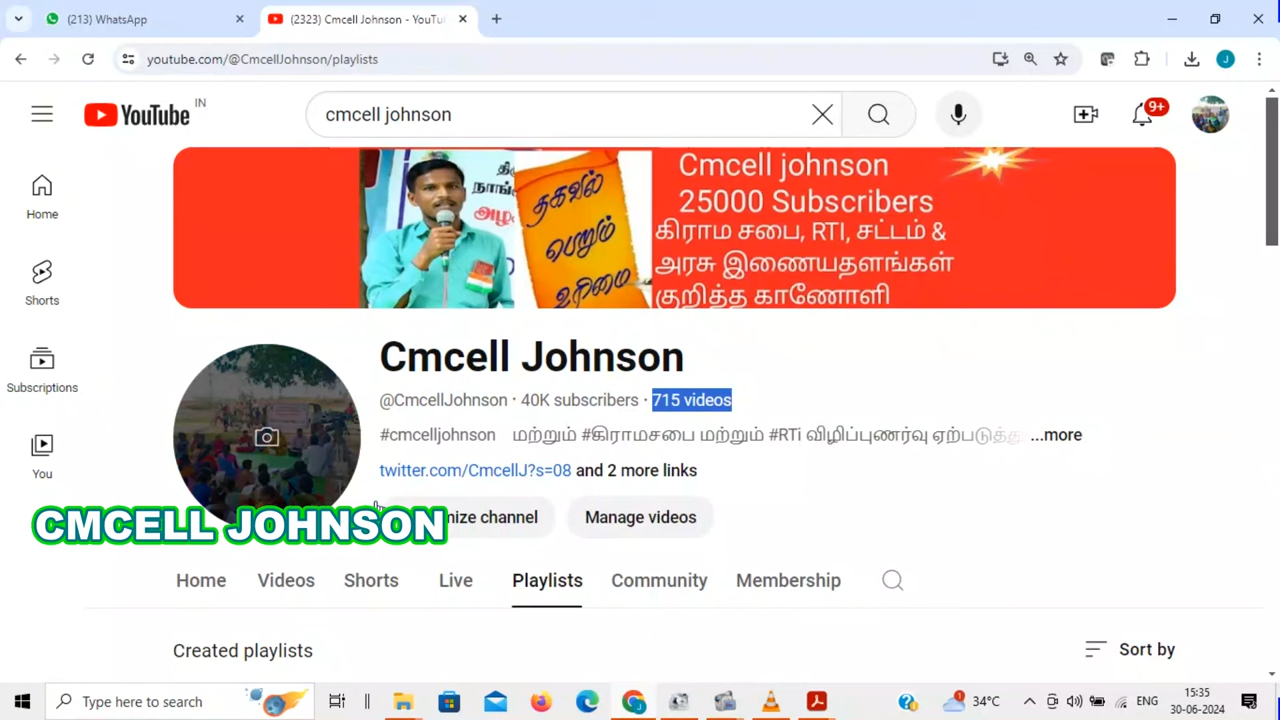 (213) WhatsApp
(2323) Cmcell Johnson - YouTu
youtube.com/@CmcellJohnson/playlists
J
YouTube IN
cmcell johnson
9+
Home
Shorts
Subscriptions
You
நாங்
அழ
தகவல்
பெறும்
உரிமை
Cmcell johnson
25000 Subscribers
கிராம சபை, RTI, சட்டம் &
அரசு இணையதளங்கள்
குறித்த காணோளி
Cmcell Johnson
@CmcellJohnson · 40K subscribers · 715 videos
#cmcelljohnson மற்றும் #கிராமசபை மற்றும் #RTi விழிப்புணர்வு ஏற்படுத்து ...more
twitter.com/CmcellJ?s=08 and 2 more links
mize channel
Manage videos
CMCELL JOHNSON
Home Videos Shorts Live Playlists Community Membership
Created playlists
Sort by
Type here to search
1
34°C
ENG
15:35
30-06-2024